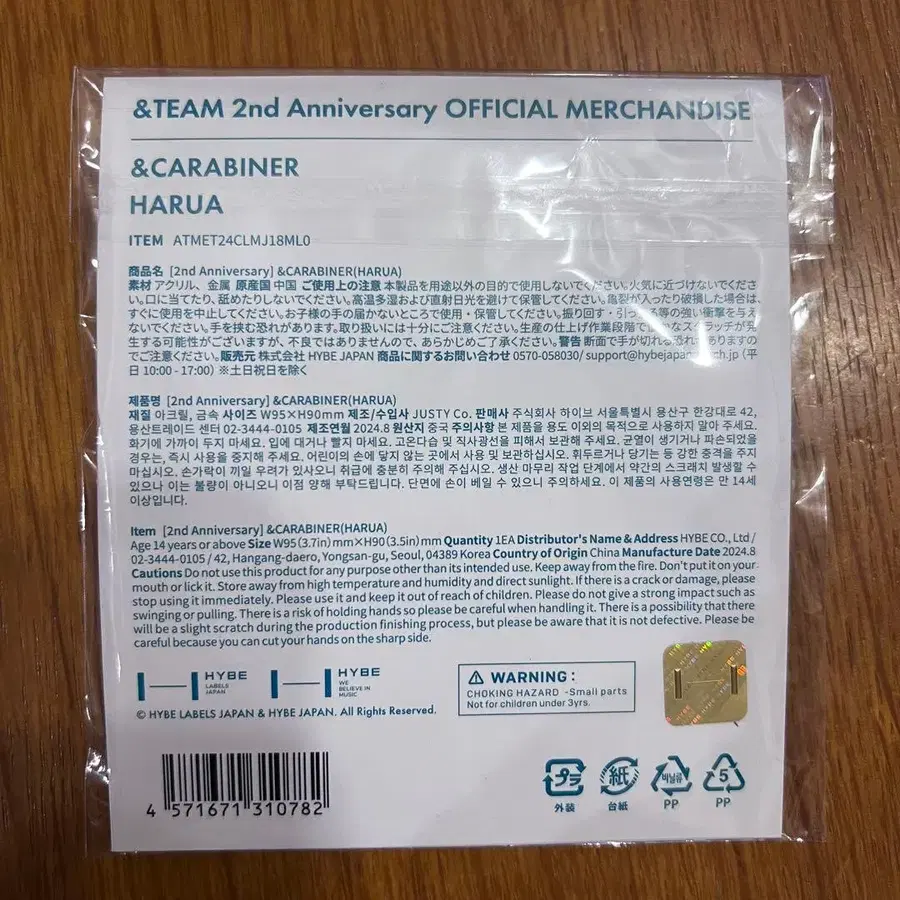 &TEAM 2nd Anniversary OFFICIAL MERCHANDISE
&CARABINER
HARUA
ITEM ATMET24CLMJ18ML0
商品名 [2nd Anniversary] &CARABINER(HARUA)
素材 アクリル、金属 原産国 中国 ご使用上の注意 本製品を用途以外の目的で使用しないでください。火気に近づけないでください。
口に当てたり、舐めたりしないでください。高温多湿および直射日光を避けて保管してください。亀裂が入ったり破損した場合は、
すぐに使用を中止してください。お子様の手の届かないところで使用・保管してください。振り回す・引っ張る等の強い衝撃を与
えないでください。手を挟む恐れがあります。取り扱いには十分にご注意ください。生産の仕上げ作業段階で スクラッチが発
生する可能性がございますが、不良ではありませんので、あらかじめご了承ください。警告 断面で手が切れる恐れがありますの
でご注意ください。販売元 株式会社 HYBE JAPAN 商品に関するお問い合わせ 0570-058030/ (平
日 10:00 - 17:00) ※土日祝日を除く
제품명 [2nd Anniversary] &CARABINER(HARUA)
재질 아크릴, 금속 사이즈 W95×H90mm 제조/수입사 JUSTY Co. 판매사 주식회사 하이브 서울특별시 용산구 한강대로 42,
용산트레이드 센터 02-3444-0105 제조연월 2024.8 원산지 중국 주의사항 본 제품을 용도 이외의 목적으로 사용하지 말아 주세요.
화기에 가까이 두지 마세요. 입에 대거나 빨지 마세요. 고온다습 및 직사광선을 피해서 보관해 주세요. 균열이 생기거나 파손되었을
경우는, 즉시 사용을 중지해 주세요. 어린이의 손에 닿지 않는 곳에서 사용 및 보관하십시오. 휘두르거나 당기는 등 강한 충격을 주지
마십시오. 손가락이 끼일 우려가 있사오니 취급에 충분히 주의해 주십시오. 생산 마무리 작업 단계에서 약간의 스크래치 발생할 수
있으나 이는 불량이 아니오니 이점 양해 부탁드립니다. 단면에 손이 베일 수 있으니 주의하세요. 이 제품의 사용연령은 만 14세
이상입니다.
Item [2nd Anniversary] &CARABINER(HARUA)
Age 14 years or above Size W95(3.7in)mm×H90(3.5in)mm Quantity 1EA Distributor's Name & Address HYBE CO., Ltd /
02-3444-0105 / 42, Hangang-daero, Yongsan-gu, Seoul, 04389 Korea Country of Origin China Manufacture Date 2024.8
Cautions Do not use this product for any purpose other than its intended use. Keep away from the fire. Don't put it on your
mouth or lick it. Store away from high temperature and humidity and direct sunlight. If there is a crack or damage, please
stop using it immediately. Please use it and keep it out of reach of children. Please do not give a strong impact such as
swinging or pulling. There is a risk of holding hands so please be careful when handling it. There is a possibility that there
will be a slight scratch during the production finishing process, but please be aware that it is not defective. Please be
careful because you can cut your hands on the sharp side.
HYBE
LABELS
JAPAN
HYBE
WE
BELIEVE IN
MUSIC
© HYBE LABELS JAPAN & HYBE JAPAN. All Rights Reserved.
WARNING :
CHOKING HAZARD -Small parts
Not for children under 3yrs.
HYBE
4 571671 310782
プラ
外装
紙
台紙
비닐류
PP
5
PP